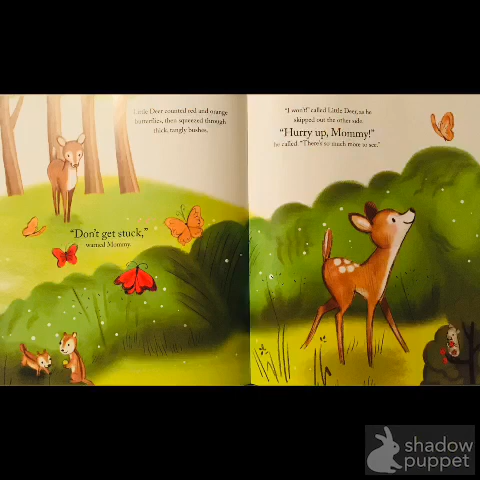 Little Deer counted red and orange
butterflies, then squeezed through
thick, tangly bushes.
"Don't get stuck,"
warned Mommy.
"I won't!" called Little Deer, as he
skipped out the other side.
"Hurry up, Mommy!"
he called. "There's so much more to see."
shadow
puppet